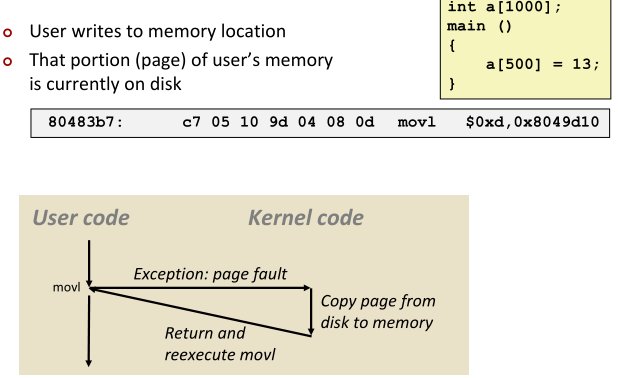 User writes to memory location
That portion (page) of user's memory
is currently on disk
int a[1000];
main ()
{
    a[500] = 13;
}
80483b7:      c7 05 10 9d 04 08 0d   movl   $0xd,0x8049d10
User code   Kernel code
Exception: page fault
movl
Copy page from
disk to memory
Return and
reexecute movl